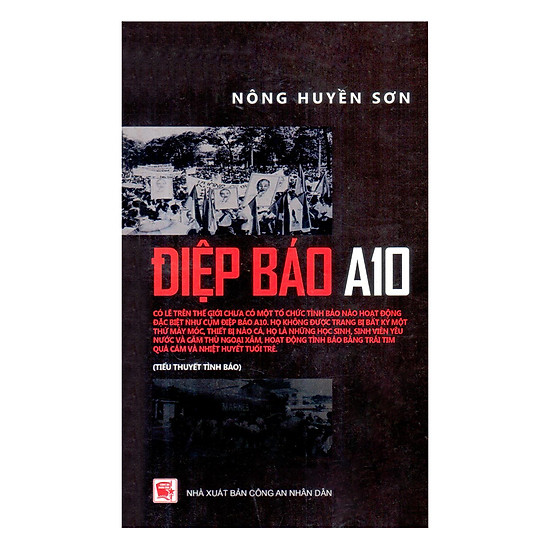 NÔNG HUYỀN SƠN
ĐIỆP BÁO A10
CÓ LẼ TRÊN THẾ GIỚI CHƯA CÓ MỘT TỔ CHỨC TÌNH BÁO NÀO HOẠT ĐỘNG
ĐẶC BIỆT NHƯ CỤM ĐIỆP BÁO A10. HỌ KHÔNG ĐƯỢC TRANG BỊ BẤT KỲ MỘT
THỨ MÁY MÓC, THIẾT BỊ NÀO CẢ, HỌ LÀ NHỮNG HỌC SINH, SINH VIÊN YÊU
NƯỚC VÀ CĂM THÙ NGOẠI XÂM, HOẠT ĐỘNG TÌNH BÁO BẰNG TRÁI TIM
QUẢ CẢM VÀ NHIỆT HUYẾT TUỔI TRẺ.
(TIỂU THUYẾT TÌNH BÁO)
NHÀ XUẤT BẢN CÔNG AN NHÂN DÂN